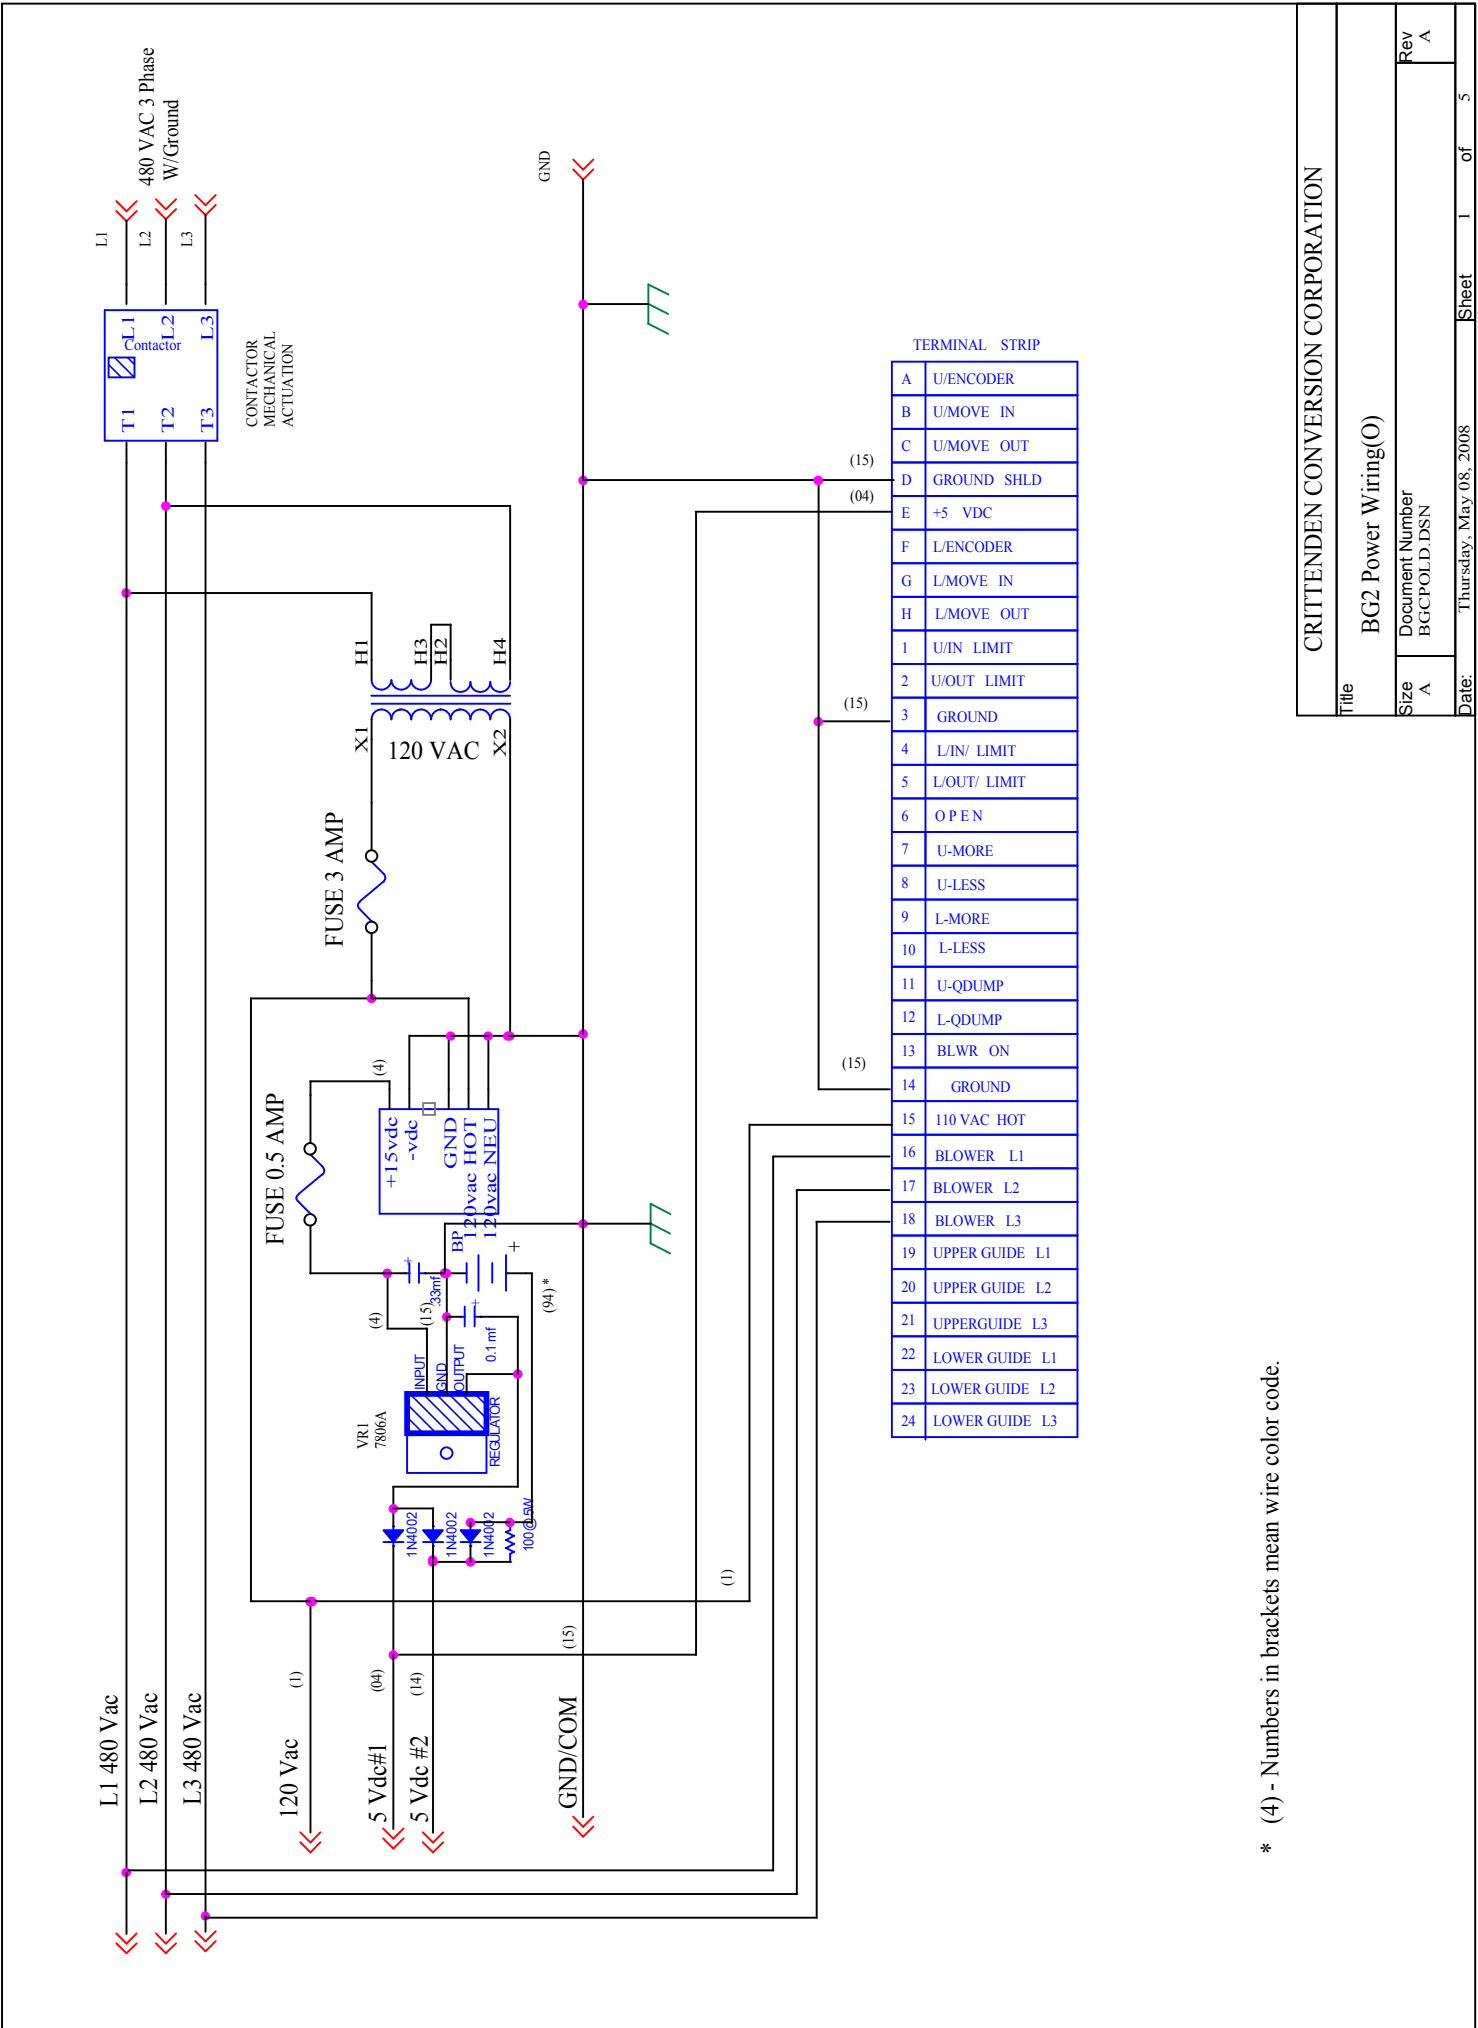 L1
480 VAC 3 Phase
L2
W/Ground
L3
L1
Contactor
L2
L3
T1
T2
T3
CONTACTOR
MECHANICAL
ACTUATION
GND
H1
H3
H2
H4
X1
120 VAC
X2
FUSE 3 AMP
FUSE 0.5 AMP
(4)
+15vdc
-vdc
GND
120vac HOT
120vac NEU
BP
+
+
.33mf
(4)
(15)
+
0.1 mf
(94) *
INPUT
GND
OUTPUT
VR1
7806A
REGULATOR
1N4002
1N4002
1N4002
100@5W
(1)
(1)
(04)
(14)
(15)
L1 480 Vac
L2 480 Vac
L3 480 Vac
120 Vac
5 Vdc#1
5 Vdc #2
GND/COM
(15)
(04)
(15)
(15)
TERMINAL STRIP
A U/ENCODER
B U/MOVE IN
C U/MOVE OUT
D GROUND SHLD
E +5 VDC
F L/ENCODER
G L/MOVE IN
H L/MOVE OUT
1 U/IN LIMIT
2 U/OUT LIMIT
3 GROUND
4 L/IN/ LIMIT
5 L/OUT/ LIMIT
6 O P E N
7 U-MORE
8 U-LESS
9 L-MORE
10 L-LESS
11 U-QDUMP
12 L-QDUMP
13 BLWR ON
14 GROUND
15 110 VAC HOT
16 BLOWER L1
17 BLOWER L2
18 BLOWER L3
19 UPPER GUIDE L1
20 UPPER GUIDE L2
21 UPPERGUIDE L3
22 LOWER GUIDE L1
23 LOWER GUIDE L2
24 LOWER GUIDE L3
* (4) - Numbers in brackets mean wire color code.
CRITTENDEN CONVERSION CORPORATION
Title
BG2 Power Wiring(O)
Size Document Number Rev
A BGCPOLD.DSN A
Date: Thursday, May 08, 2008 Sheet 1 of 5